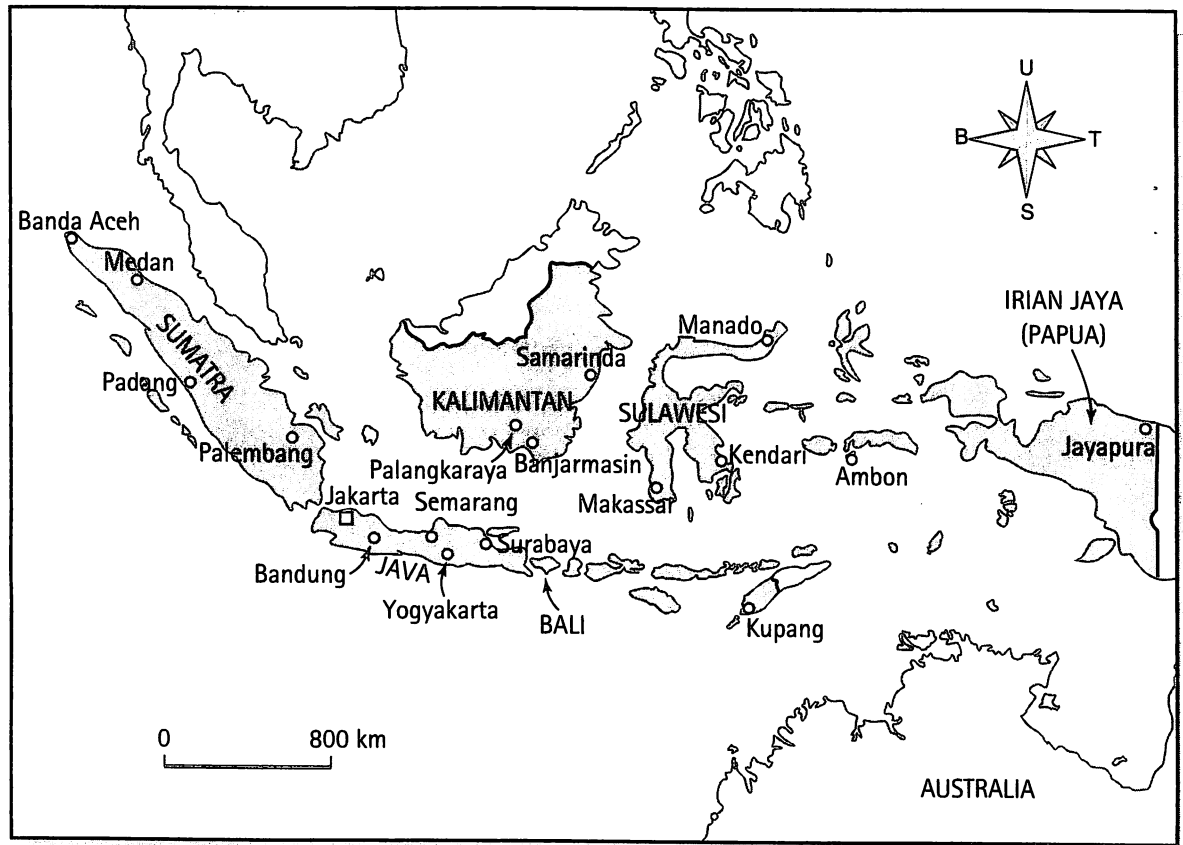 U
B
T
S
Banda Aceh
Medan
SUMATRA
Padang
Palembang
IRIAN JAYA
(PAPUA)
Manado
Samarinda
KALIMANTAN
SULAWESI
Jayapura
Palangkaraya
Banjarmasin
Kendari
Ambon
Makassar
Jakarta
Semarang
Surabaya
Bandung
JAVA
Yogyakarta
BALI
Kupang
0
800 km
AUSTRALIA